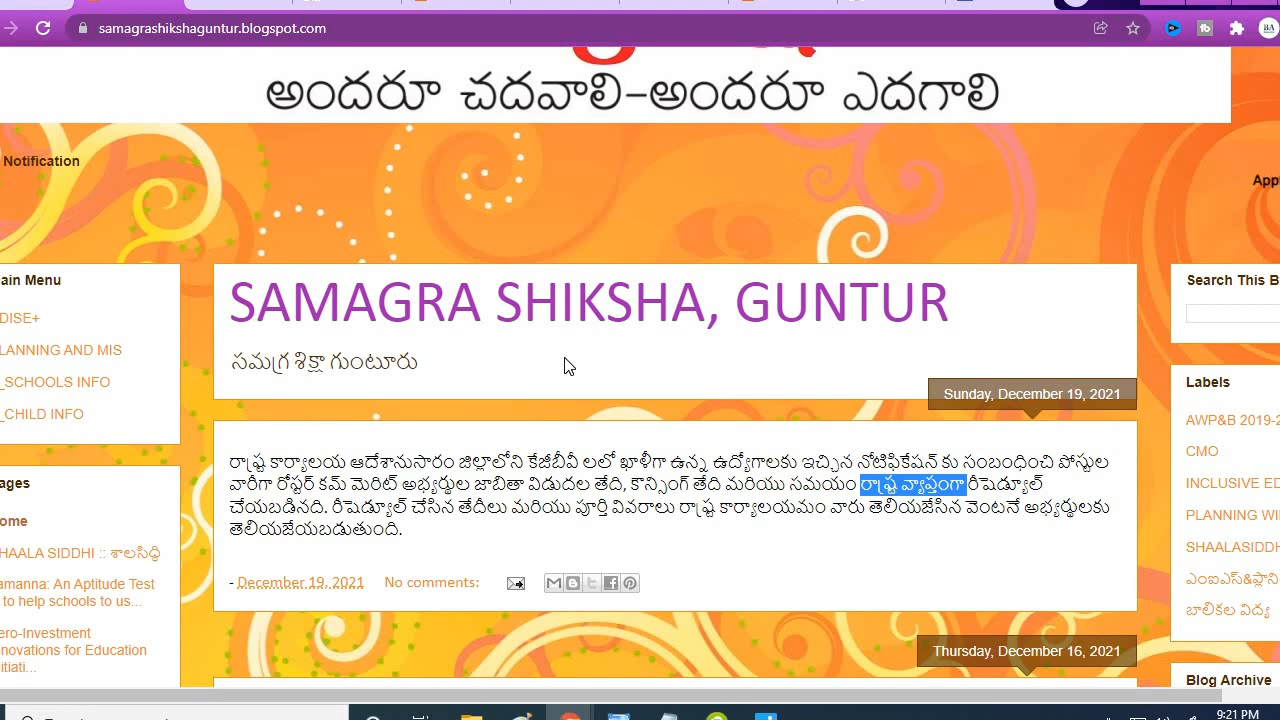 samagrashikshaguntur.blogspot.com
అందరూ చదవాలి-అందరూ ఎదగాలి
Notification
App
ain Menu
DISE+
LANNING AND MIS
_SCHOOLS INFO
_CHILD INFO
ages
ome
HAALA SIDDHI :: శాలసిద్ధి
amanna: An Aptitude Test
to help schools to us...
ero-Investment
nnovations for Education
nitiati...
SAMAGRA SHIKSHA, GUNTUR
సమగ్ర శిక్షా గుంటూరు
Sunday, December 19, 2021
రాష్ట్ర కార్యాలయ ఆదేశానుసారం జిల్లాలోని కేజీబీవీ లలో ఖాళీగా ఉన్న ఉద్యోగాలకు ఇచ్చిన నోటిఫికేషన్ కు సంబంధించి పోస్టుల
వారిగా రోస్టర్ కమ్ మెరిట్ అభ్యర్థుల జాబితా విడుదల తేది, కౌన్సింగ్ తేది మరియు సమయం రాష్ట్ర వ్యాప్తంగా రీషెడ్యూల్
చేయబడినది. రీషెడ్యూల్ చేసిన తేదీలు మరియు పూర్తి వివరాలు రాష్ట్ర కార్యాలయమం వారు తెలియజేసిన వెంటనే అభ్యర్థులకు
తెలియజేయబడుతుంది.
- December 19, 2021 No comments:
Thursday, December 16, 2021
Search This B
Labels
AWP&B 2019-2
CMO
INCLUSIVE ED
PLANNING WI
SHAALASIDDH
ఎంఐఎస్&ప్లాని
బాలికల విద్య
Blog Archive
9:21 PM